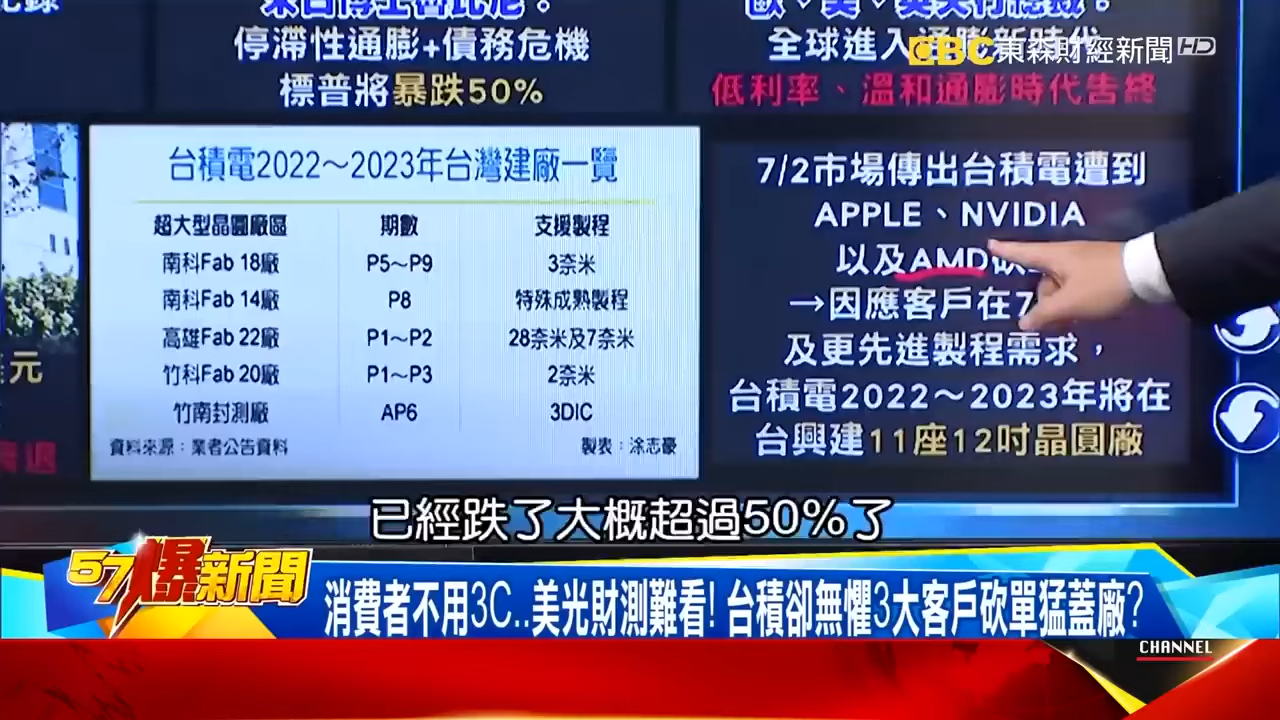 停滯性通膨+債務危機
標普將暴跌50%
全球進入通膨新時代
低利率、溫和通膨時代告終
EBC東森財經新聞HD
台積電2022～2023年台灣建廠一覽
超大型晶圓廠區 期數 支援製程
南科Fab 18廠 P5～P9 3奈米
南科Fab 14廠 P8 特殊成熟製程
高雄Fab 22廠 P1～P2 28奈米及7奈米
竹科Fab 20廠 P1～P3 2奈米
竹南封測廠 AP6 3DIC
資料來源：業者公告資料 製表：涂志豪
7/2市場傳出台積電遭到
APPLE、NVIDIA
以及AMD砍
→因應客戶在7
及更先進製程需求，
台積電2022～2023年將在
台興建11座12吋晶圓廠
元
已經跌了大概超過50%了
57爆新聞
消費者不用3C..美光財測難看!台積卻無懼3大客戶砍單猛蓋廠?
CHANNEL